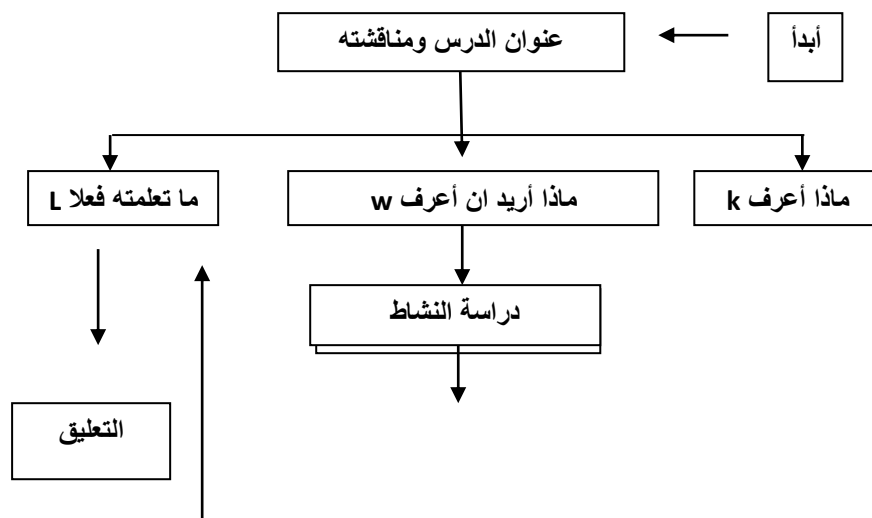 أبدأ
عنوان الدرس ومناقشته
ماذا أعرف k
ماذا أريد ان أعرف w
ما تعلمته فعلا L
دراسة النشاط
التعليق